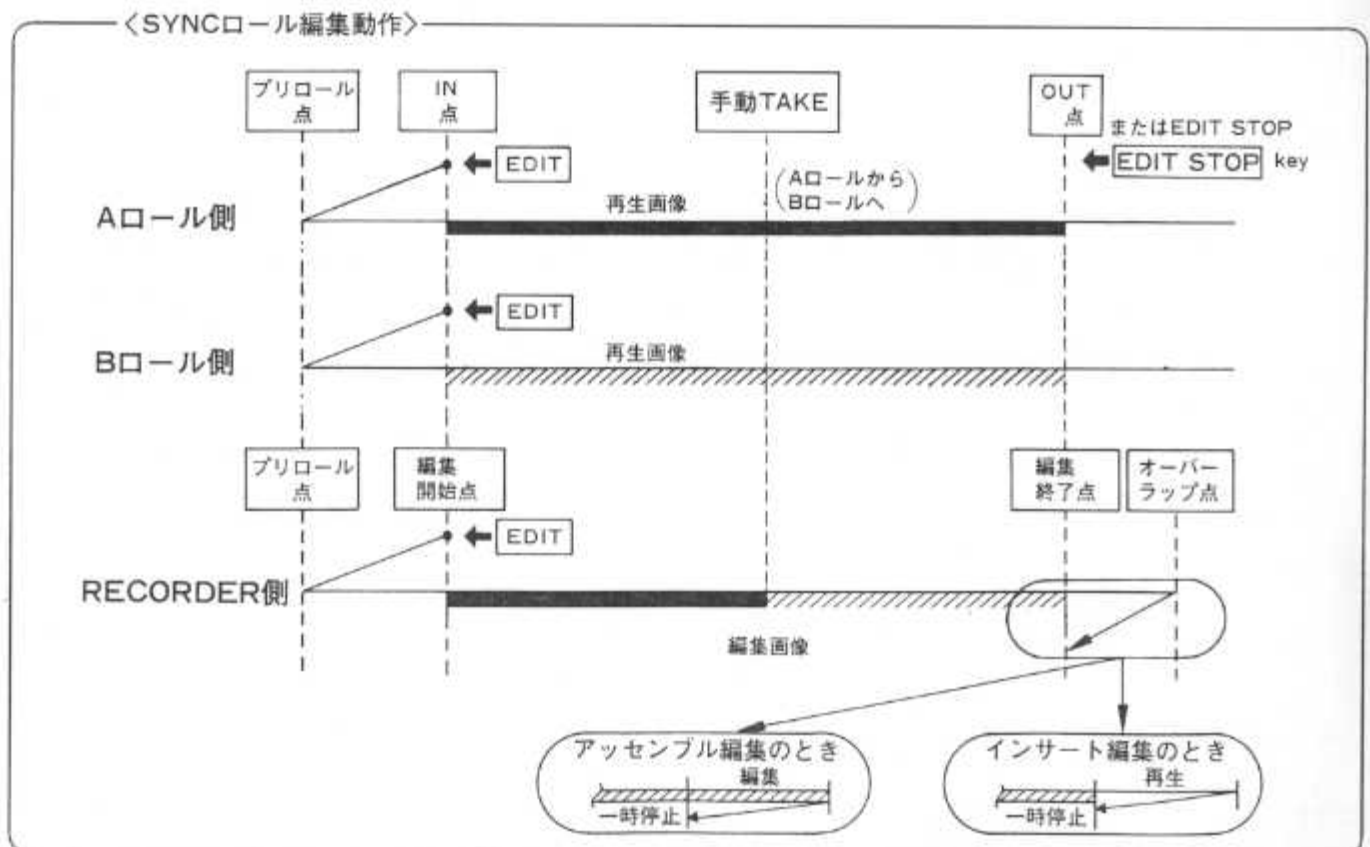 〈SYNCロール編集動作〉
プリロール
点
IN
点
手動TAKE
OUT
点
またはEDIT STOP
EDIT STOP key
EDIT
Aロール側
再生画像
(Aロールから
Bロールへ)
EDIT
Bロール側
再生画像
プリロール
点
編集
開始点
編集
終了点
オーバー
ラップ点
EDIT
RECORDER側
編集画像
アッセンブル編集のとき
編集
一時停止
インサート編集のとき
再生
一時停止